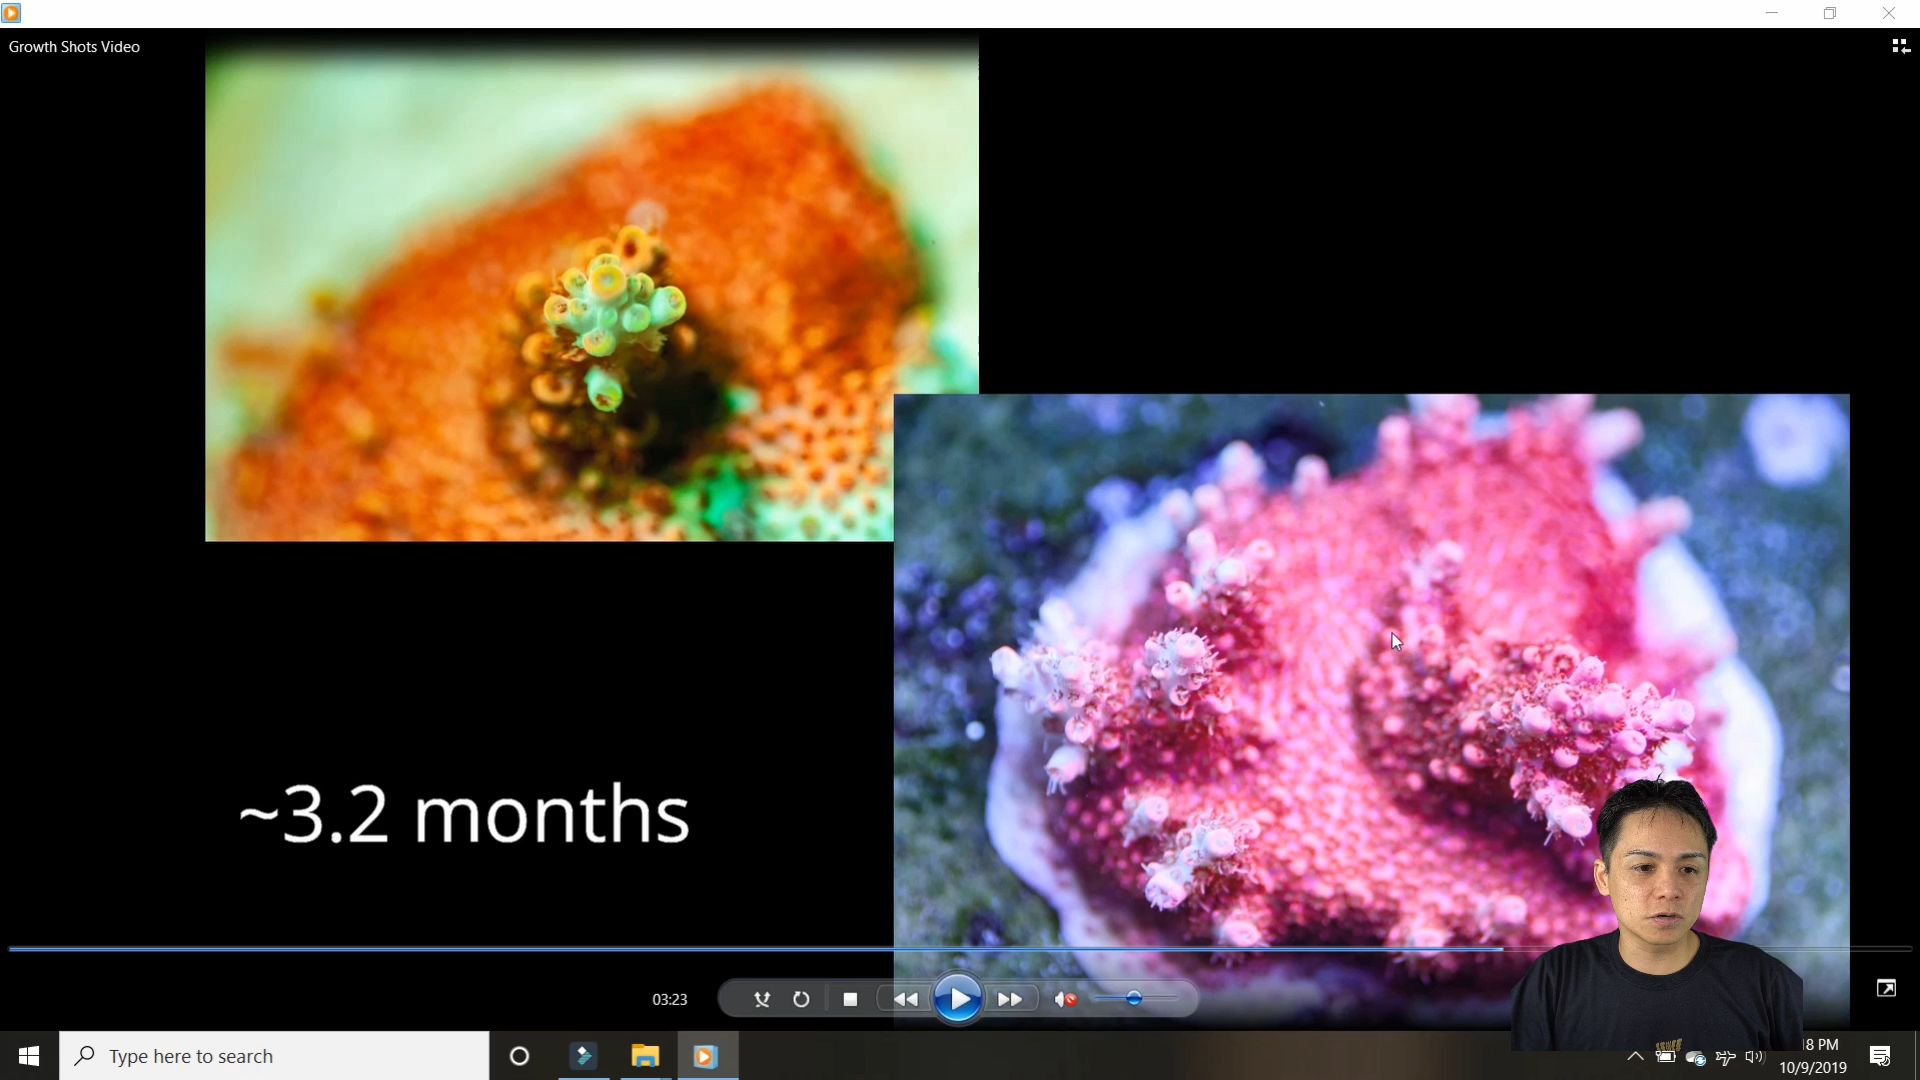 Growth Shots Video
~3.2 months
03:23
Type here to search
8 PM
10/9/2019